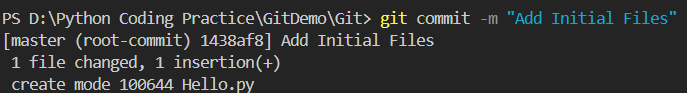 PS D:\Python Coding Practice\GitDemo\Git> git commit -m "Add Initial Files"
[master (root-commit) 1438af8] Add Initial Files
 1 file changed, 1 insertion(+)
 create mode 100644 Hello.py